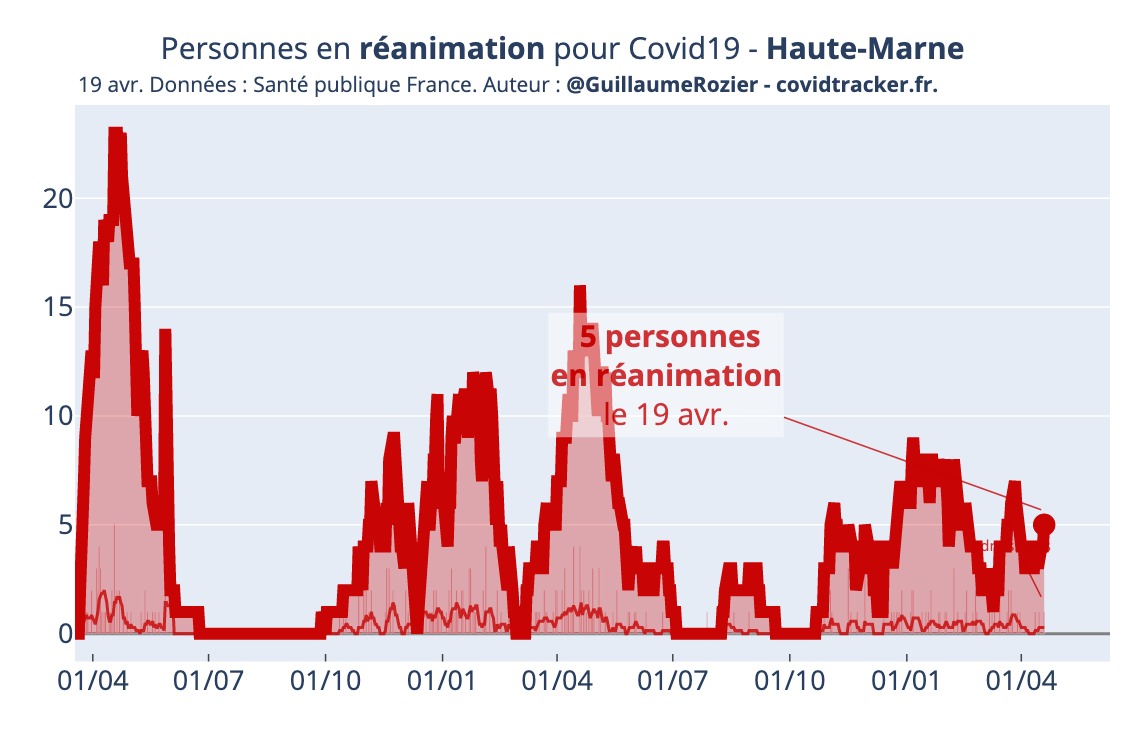 Personnes en réanimation pour Covid19 - Haute-Marne
19 avr. Données : Santé publique France. Auteur : @GuillaumeRozier - covidtracker.fr.
20
15
10
5
0
5 personnes
en réanimation
le 19 avr.
01/04 01/07 01/10 01/01 01/04 01/07 01/10 01/01 01/04